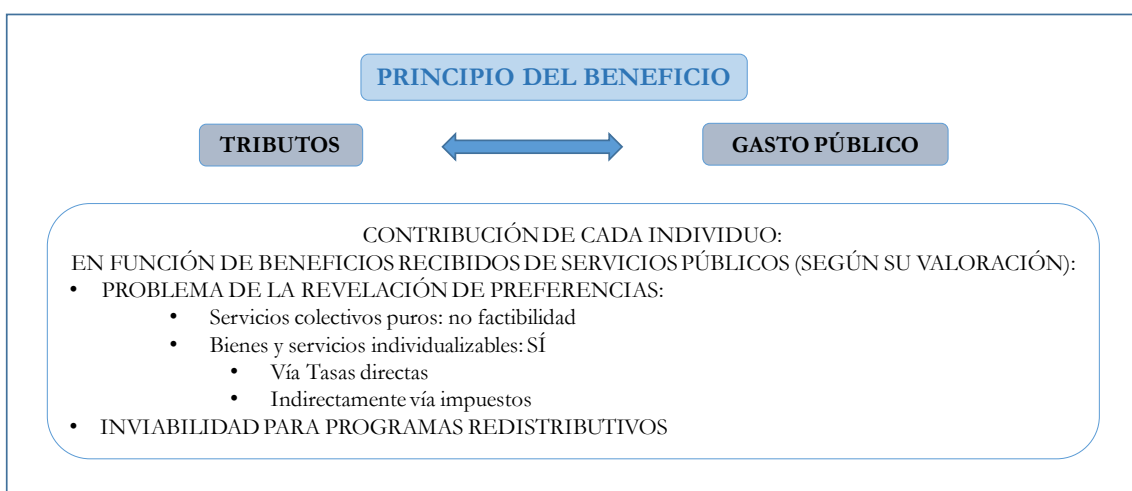 PRINCIPIO DEL BENEFICIO
TRIBUTOS
GASTO PÚBLICO
CONTRIBUCIÓN DE CADA INDIVIDUO:
EN FUNCIÓN DE BENEFICIOS RECIBIDOS DE SERVICIOS PÚBLICOS (SEGÚN SU VALORACIÓN):
• PROBLEMA DE LA REVELACIÓN DE PREFERENCIAS:
• Servicios colectivos puros: no factibilidad
• Bienes y servicios individualizables: SÍ
• Vía Tasas directas
• Indirectamente vía impuestos
• INVIABILIDAD PARA PROGRAMAS REDISTRIBUTIVOS